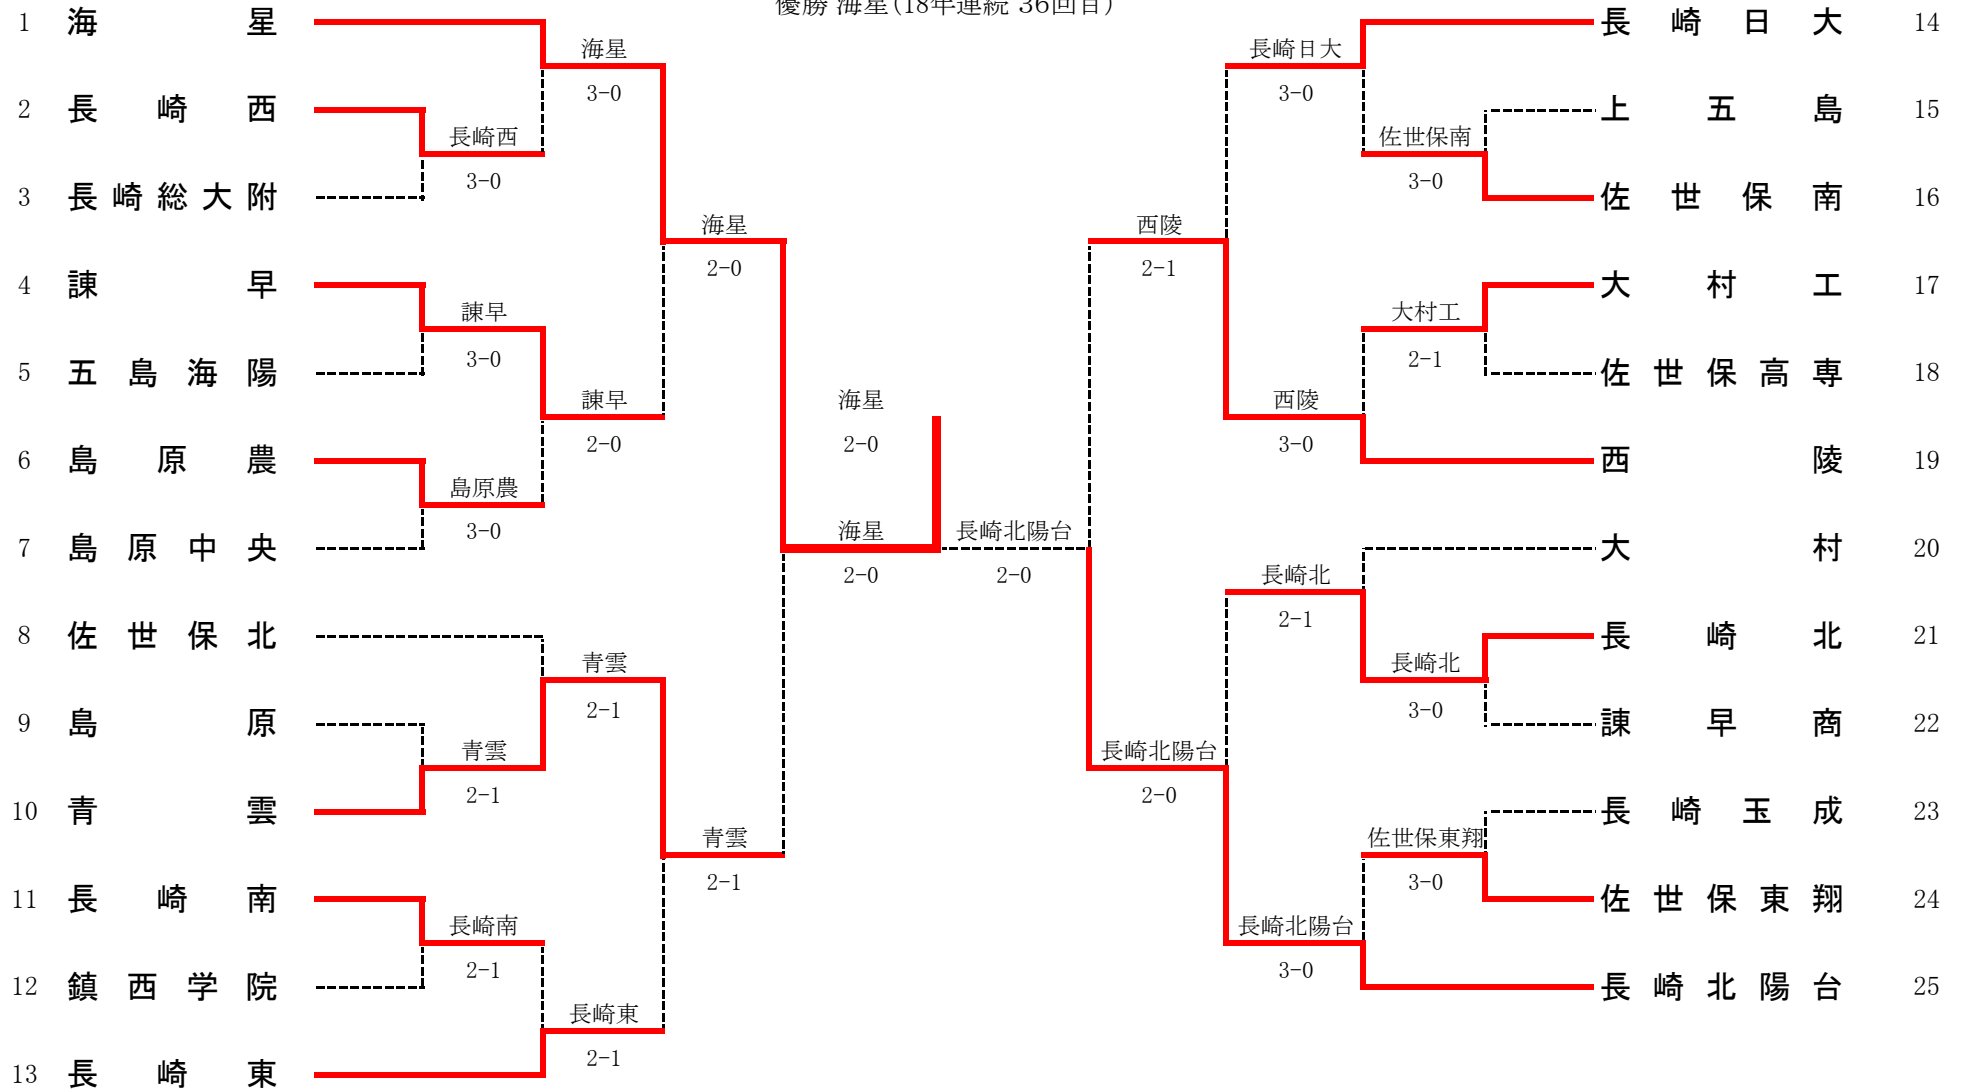 優勝 海星(18年連続 36回目)
1 海星
2 長崎西
3 長崎総大附
4 諫早
5 五島海陽
6 島原農
7 島原中央
8 佐世保北
9 島原
10 青雲
11 長崎南
12 鎮西学院
13 長崎東
長崎西
3-0
諫早
3-0
島原農
3-0
青雲
2-1
長崎南
2-1
海星
3-0
諫早
2-0
青雲
2-1
長崎東
2-1
海星
2-0
青雲
2-1
海星
2-0
海星
2-0
長崎北陽台
2-0
西陵
2-1
長崎北陽台
2-0
長崎日大
3-0
西陵
3-0
長崎北
2-1
長崎北陽台
3-0
佐世保南
3-0
大村工
2-1
長崎北
3-0
佐世保東翔
3-0
長崎日大 14
上五島 15
佐世保南 16
大村工 17
佐世保高専 18
西陵 19
大村 20
長崎北 21
諫早商 22
長崎玉成 23
佐世保東翔 24
長崎北陽台 25